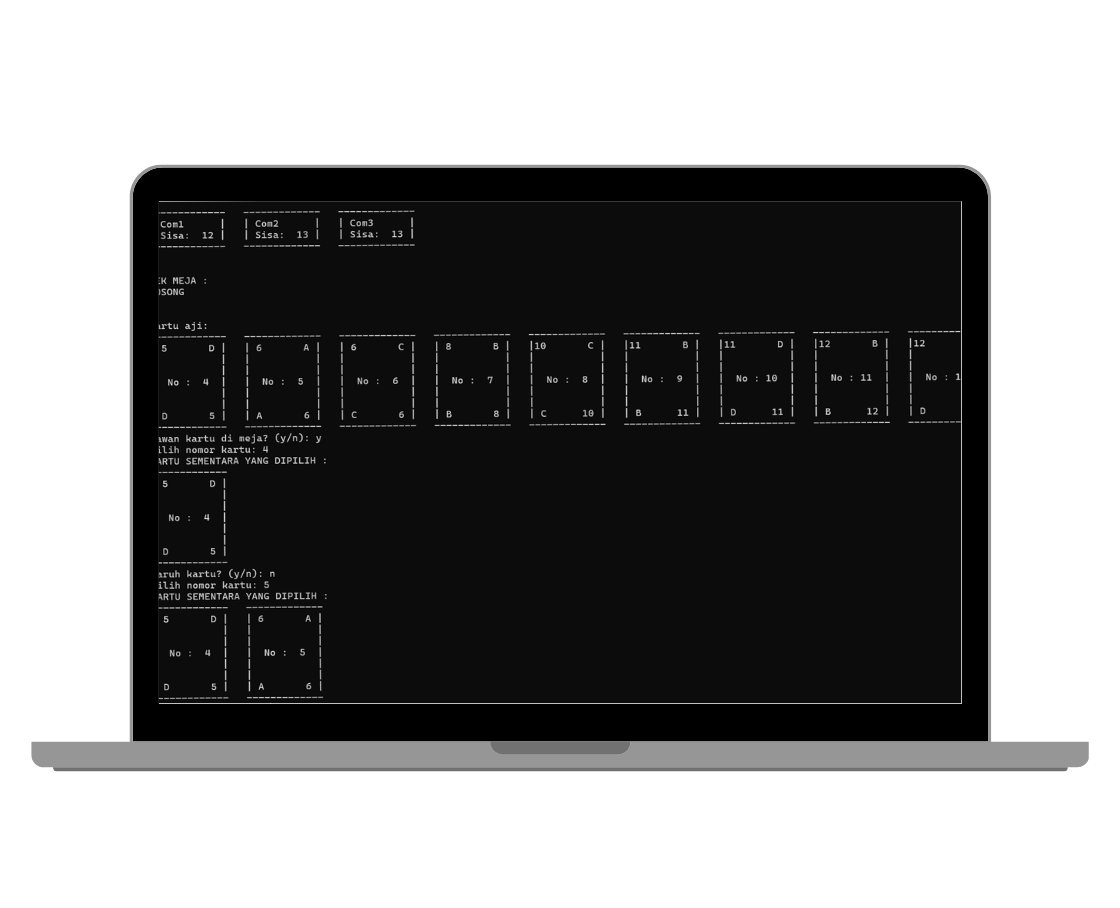 Com1 Com2 Com3
Sisa: 12 Sisa: 13 Sisa: 13
EK MEJA :
OSONG
artu aji:
5 D 6 A 6 C 8 B 10 C 11 B 11 D 12 B 12
No : 4 No : 5 No : 6 No : 7 No : 8 No : 9 No : 10 No : 11 No : 1
D 5 A 6 C 6 B 8 C 10 B 11 D 11 B 12 D
awan kartu di meja? (y/n): y
ilih nomor kartu: 4
ARTU SEMENTARA YANG DIPILIH :
5 D
No : 4
D 5
aruh kartu? (y/n): n
ilih nomor kartu: 5
ARTU SEMENTARA YANG DIPILIH :
5 D 6 A
No : 4 No : 5
D 5 A 6